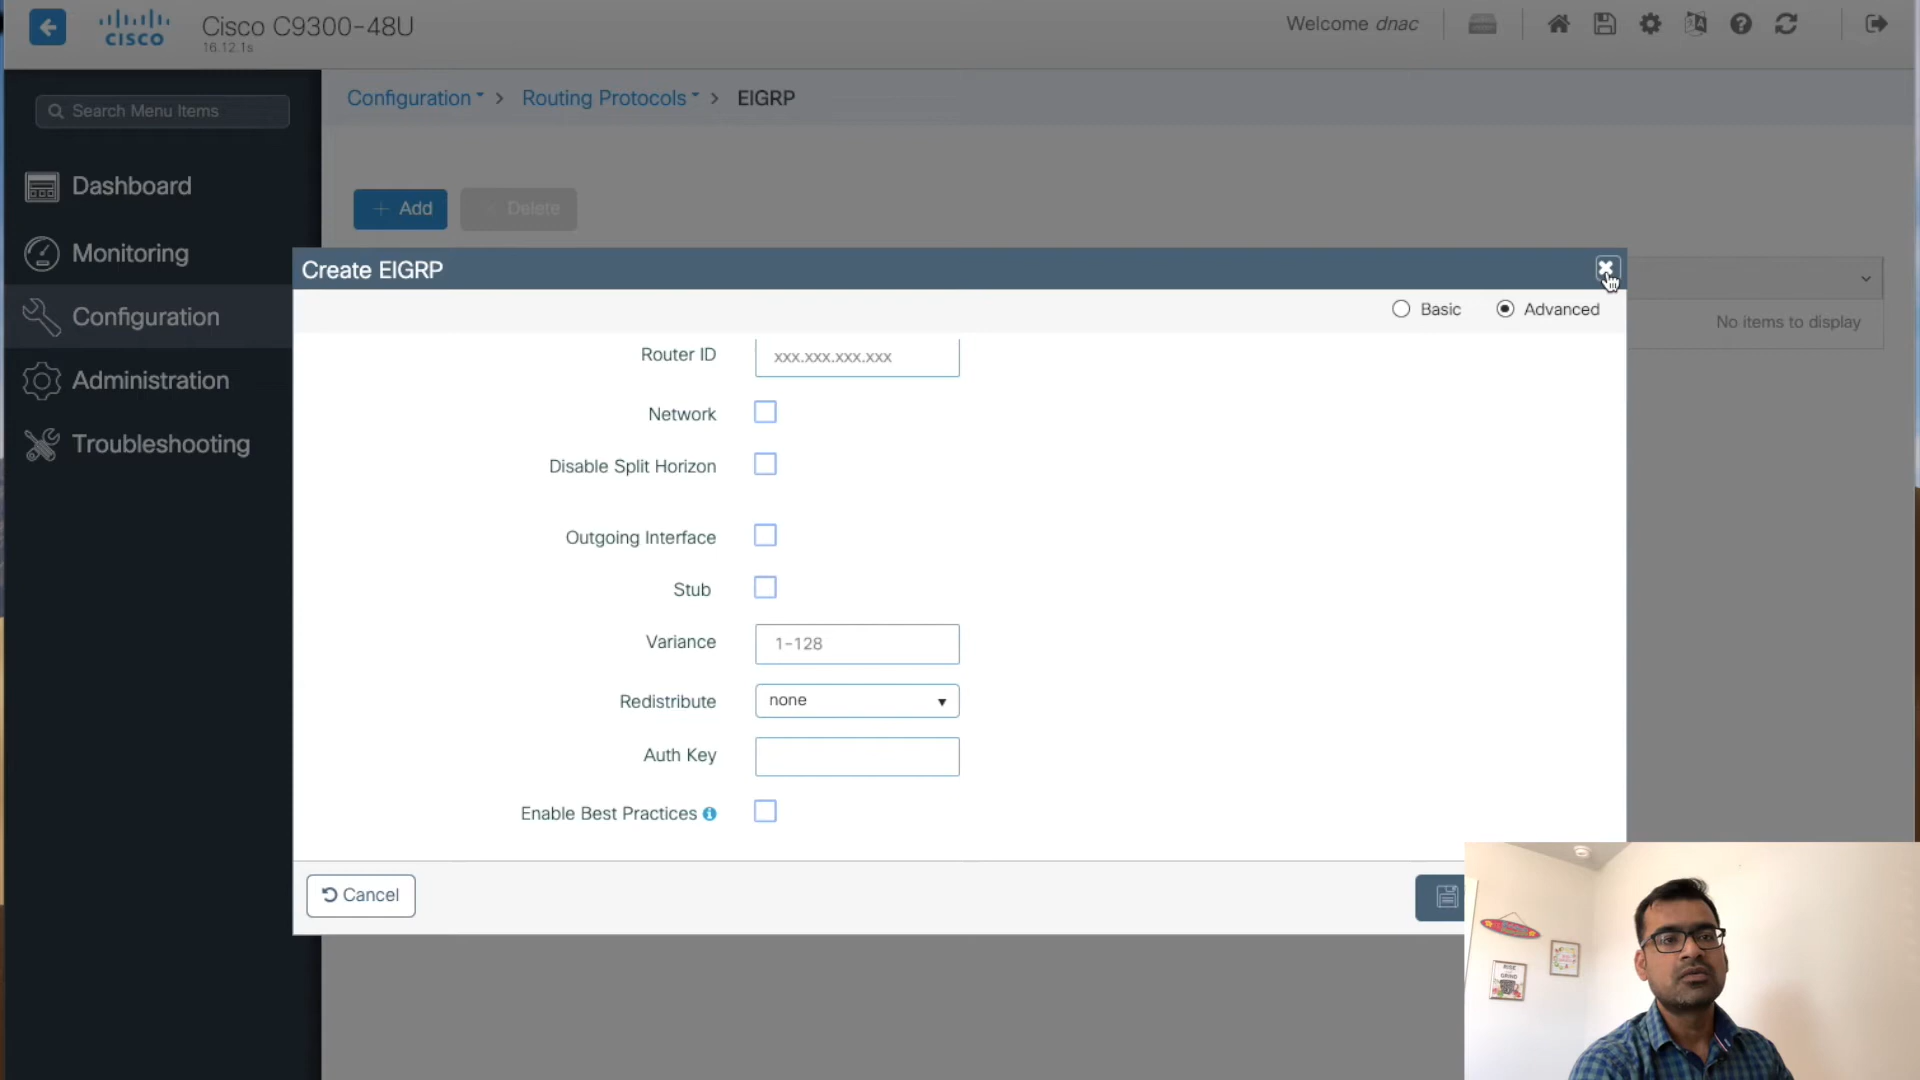 cisco
Cisco C9300-48U
16.12.1s
Welcome dnac
Search Menu Items
Dashboard
Monitoring
Configuration
Administration
Troubleshooting
Configuration > Routing Protocols > EIGRP
+ Add
× Delete
No items to display
Create EIGRP
Basic
Advanced
Router ID
xxx.xxx.xxx.xxx
Network
Disable Split Horizon
Outgoing Interface
Stub
Variance
1-128
Redistribute
none
Auth Key
Enable Best Practices
Cancel
RISE
GRIND